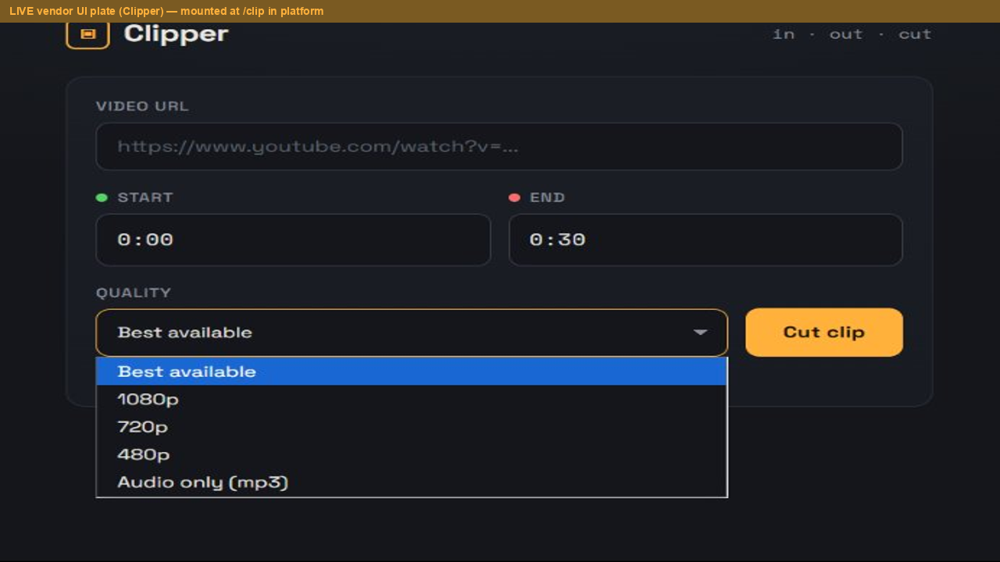 LIVE vendor UI plate (Clipper) — mounted at /clip in platform
Clipper
in · out · cut
VIDEO URL
https://www.youtube.com/watch?v=...
START
END
0:00
0:30
QUALITY
Best available
Cut clip
Best available
1080p
720p
480p
Audio only (mp3)